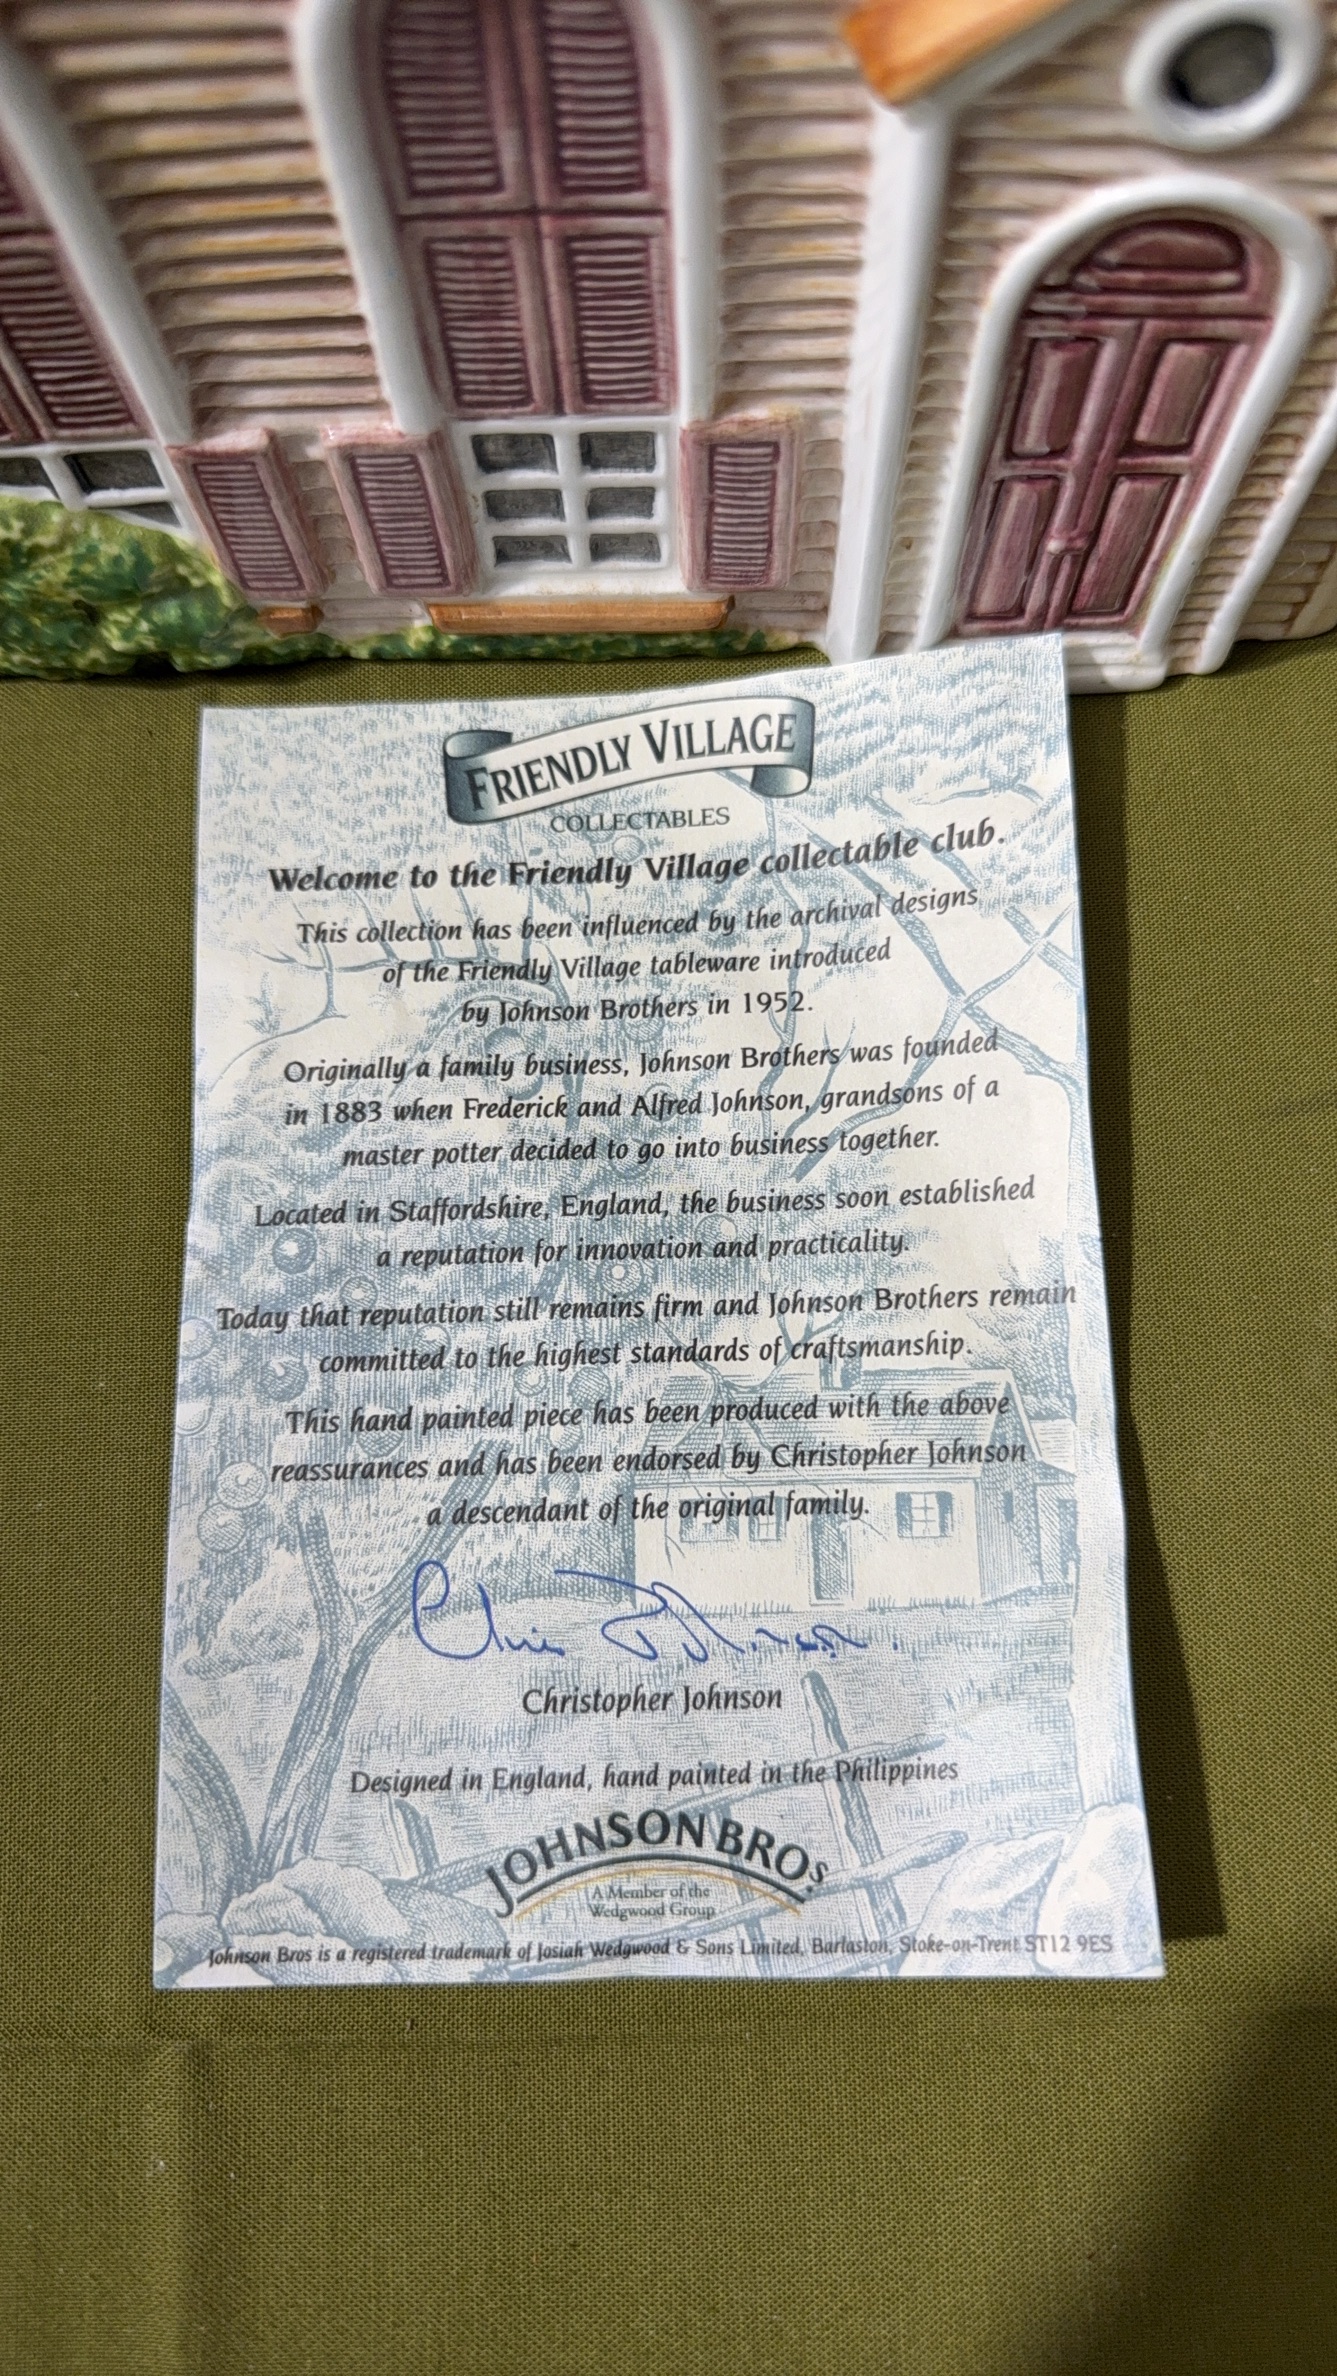 FRIENDLY VILLAGE
COLLECTABLES
Welcome to the Friendly Village collectable club.
This collection has been influenced by the archival designs
of the Friendly Village tableware introduced
by Johnson Brothers in 1952.
Originally a family business, Johnson Brothers was founded
in 1883 when Frederick and Alfred Johnson, grandsons of a
master potter decided to go into business together.
Located in Staffordshire, England, the business soon established
a reputation for innovation and practicality.
Today that reputation still remains firm and Johnson Brothers remain
committed to the highest standards of craftsmanship.
This hand painted piece has been produced with the above
reassurances and has been endorsed by Christopher Johnson
a descendant of the original family.
Chris Johnson.
Christopher Johnson
Designed in England, hand painted in the Philippines
JOHNSON BROS
A Member of the
Wedgwood Group
Johnson Bros is a registered trademark of Josiah Wedgwood & Sons Limited, Barlaston, Stoke-on-Trent ST12 9ES